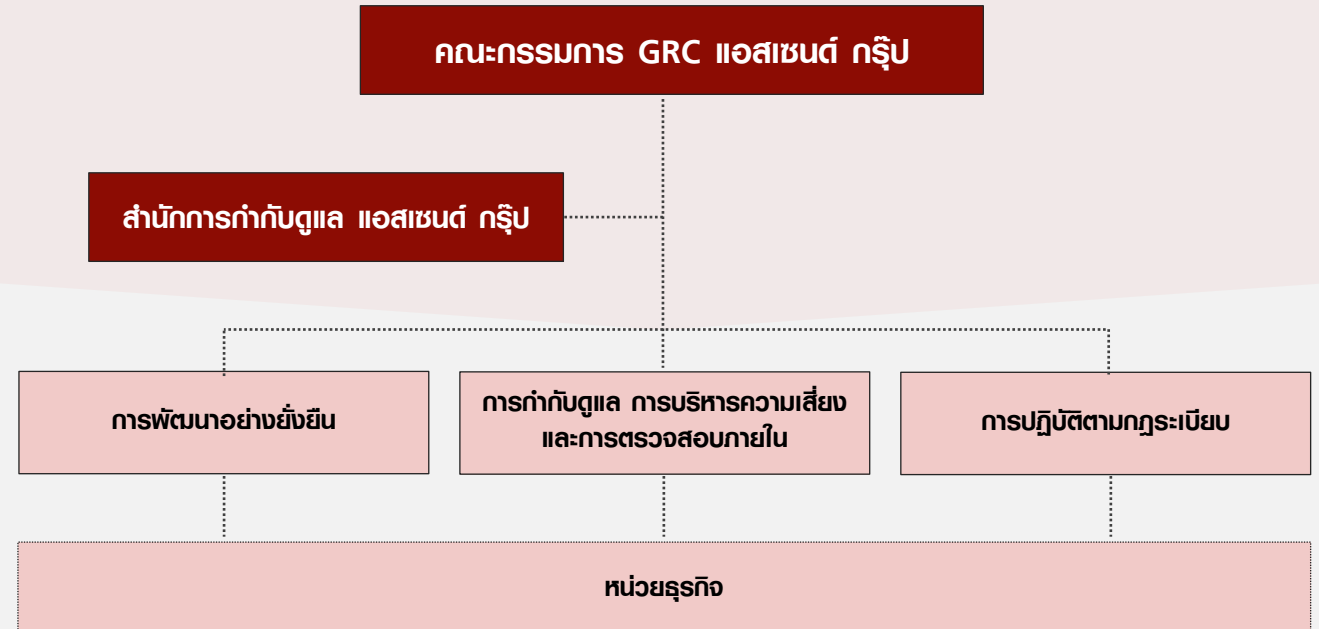 คณะกรรมการ GRC แอสเซนด์ กรุ๊ป
สำนักการกำกับดูแล แอสเซนด์ กรุ๊ป
การพัฒนาอย่างยั่งยืน
การกำกับดูแล การบริหารความเสี่ยง
และการตรวจสอบภายใน
การปฏิบัติตามกฎระเบียบ
หน่วยธุรกิจ